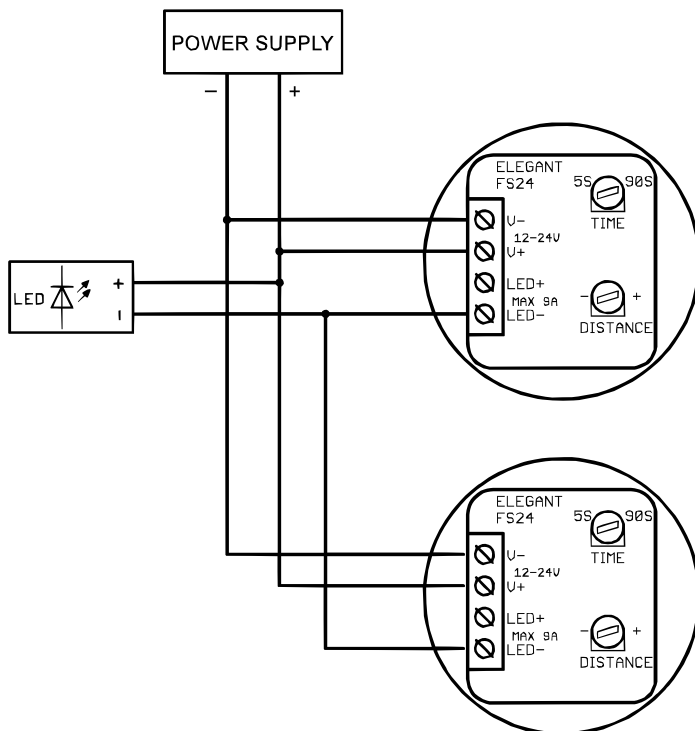 POWER SUPPLY
- +
ELEGANT
FS24
5S 90S
TIME
V-
12-24V
V+
LED+
MAX 9A
LED-
- +
DISTANCE
LED
+
-
ELEGANT
FS24
5S 90S
TIME
V-
12-24V
V+
LED+
MAX 9A
LED-
- +
DISTANCE